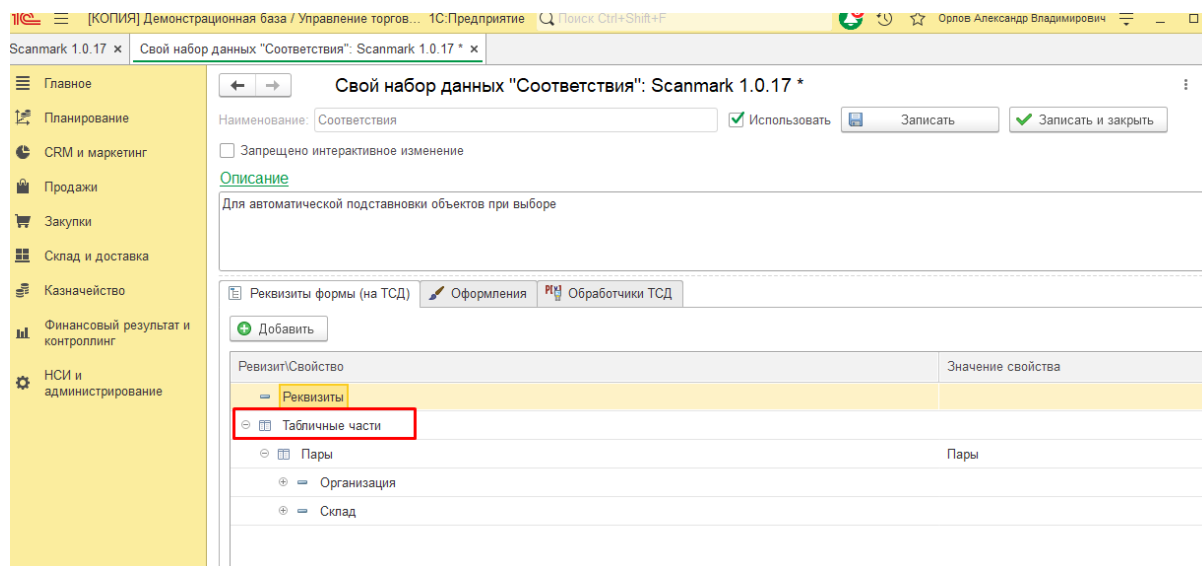 [КОПИЯ] Демонстрационная база / Управление торгов... 1С:Предприятие Поиск Ctrl+Shift+F Орлов Александр Владимирович
Scanmark 1.0.17 × Свой набор данных "Соответствия": Scanmark 1.0.17 * ×
Главное
Планирование
CRM и маркетинг
Продажи
Закупки
Склад и доставка
Казначейство
Финансовый результат и
контроллинг
НСИ и
администрирование
Свой набор данных "Соответствия": Scanmark 1.0.17 *
Наименование: Соответствия Использовать Записать Записать и закрыть
Запрещено интерактивное изменение
Описание
Для автоматической подставновки объектов при выборе
Реквизиты формы (на ТСД) Оформления Обработчики ТСД
Добавить
Ревизит\Свойство Значение свойства
Реквизиты
Табличные части
Пары Пары
Организация
Склад